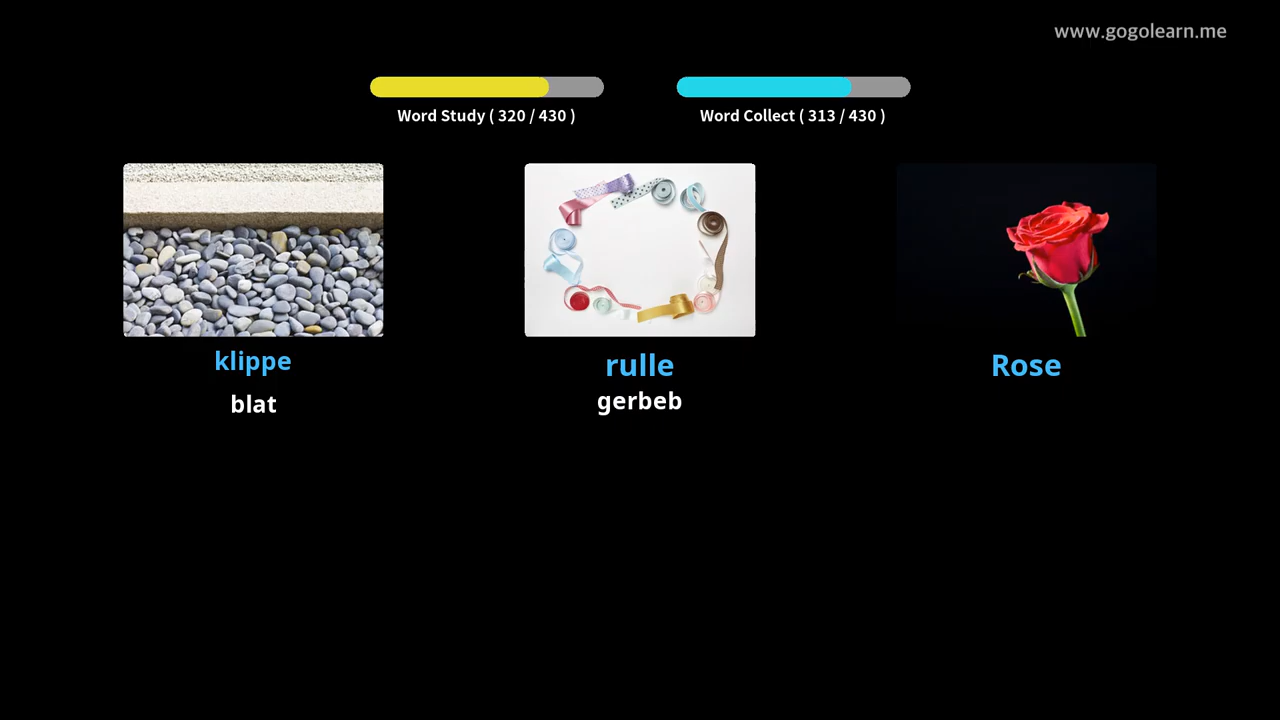 www.gogolearn.me
Word Study ( 320 / 430 )
Word Collect ( 313 / 430 )
klippe
rulle
Rose
blat
gerbeb